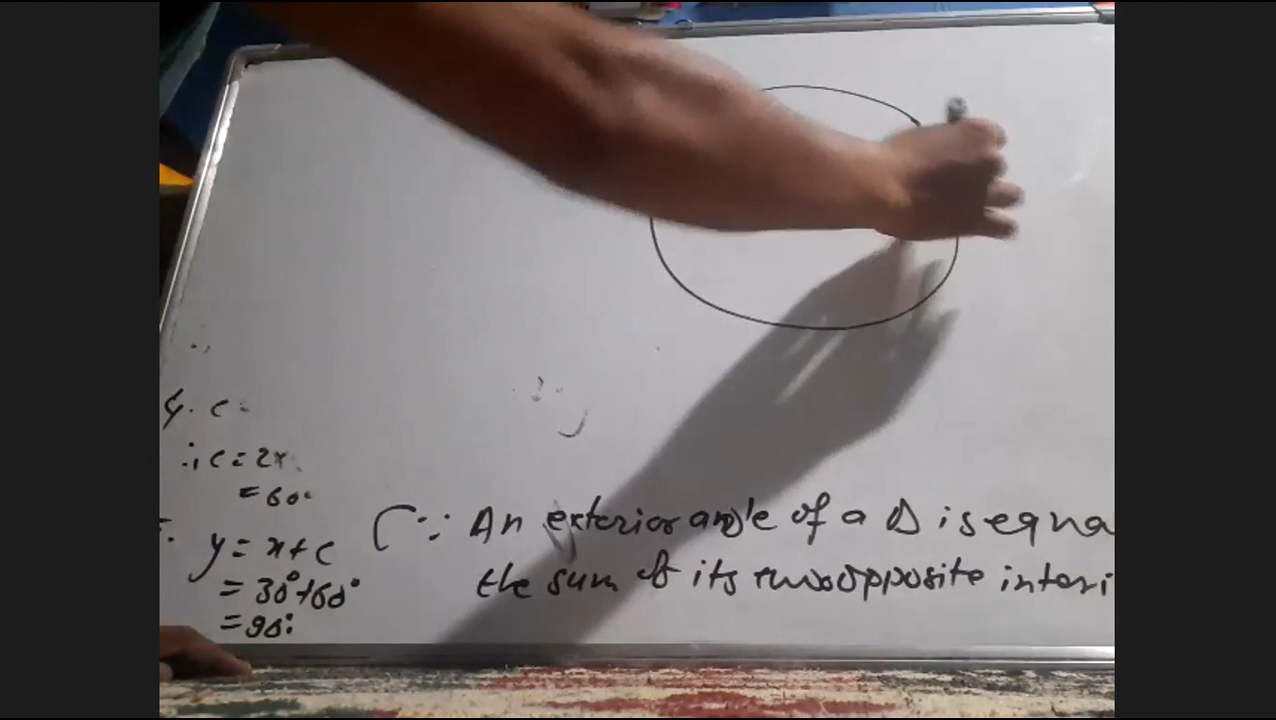 4. c =
∴ c = 2x
= 60°
y = x + c
= 30° + 60°
= 90°
(∵ An exterior angle of a Δ is equa
the sum of its two opposite interi